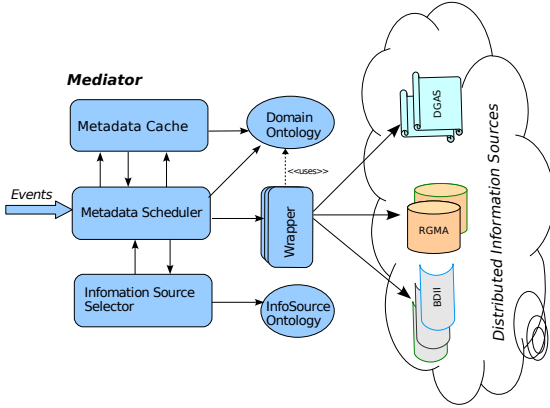 Mediator
Metadata Cache
Domain
Ontology
<<uses>>
Events
Metadata Scheduler
Wrapper
Infomation Source
Selector
InfoSource
Ontology
DGAS
RGMA
BDII
Distributed Information Sources